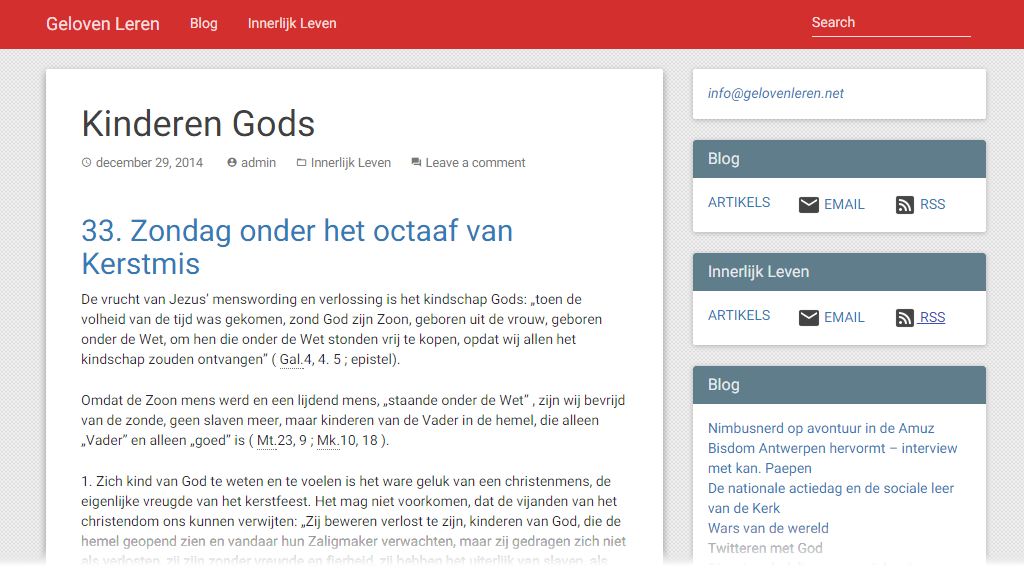 Geloven Leren
Blog
Innerlijk Leven
Search
Kinderen Gods
december 29, 2014
admin
Innerlijk Leven
Leave a comment
33. Zondag onder het octaaf van
Kerstmis
De vrucht van Jezus’ menswording en verlossing is het kindschap Gods: „toen de
volheid van de tijd was gekomen, zond God zijn Zoon, geboren uit de vrouw, geboren
onder de Wet, om hen die onder de Wet stonden vrij te kopen, opdat wij allen het
kindschap zouden ontvangen” ( Gal.4, 4. 5 ; epistel).
Omdat de Zoon mens werd en een lijdend mens, „staande onder de Wet” , zijn wij bevrijd
van de zonde, geen slaven meer, maar kinderen van de Vader in de hemel, die alleen
„Vader” en alleen „goed” is ( Mt.23, 9 ; Mk.10, 18 ).
1. Zich kind van God te weten en te voelen is het ware geluk van een christenmens, de
eigenlijke vreugde van het kerstfeest. Het mag niet voorkomen, dat de vijanden van het
christendom ons kunnen verwijten: „Zij beweren verlost te zijn, kinderen van God, die de
hemel geopend zien en vandaar hun Zaligmaker verwachten, maar zij gedragen zich niet
als verlosten, zij zijn zonder vreugde en fierheid, zij hebben het uiterlijk van slaven, als
info@gelovenleren.net
Blog
ARTIKELS
EMAIL
RSS
Innerlijk Leven
ARTIKELS
EMAIL
RSS
Blog
Nimbusnerd op avontuur in de Amuz
Bisdom Antwerpen hervormt – interview
met kan. Paepen
De nationale actiedag en de sociale leer
van de Kerk
Wars van de wereld
Twitteren met God